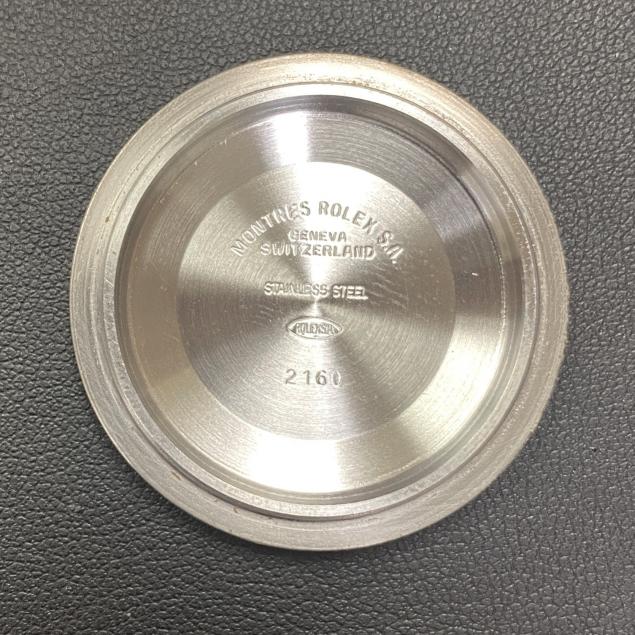 MONTRES ROLEX S.A.
GENEVA
SWITZERLAND
STAINLESS STEEL
ROLEX SA
2160